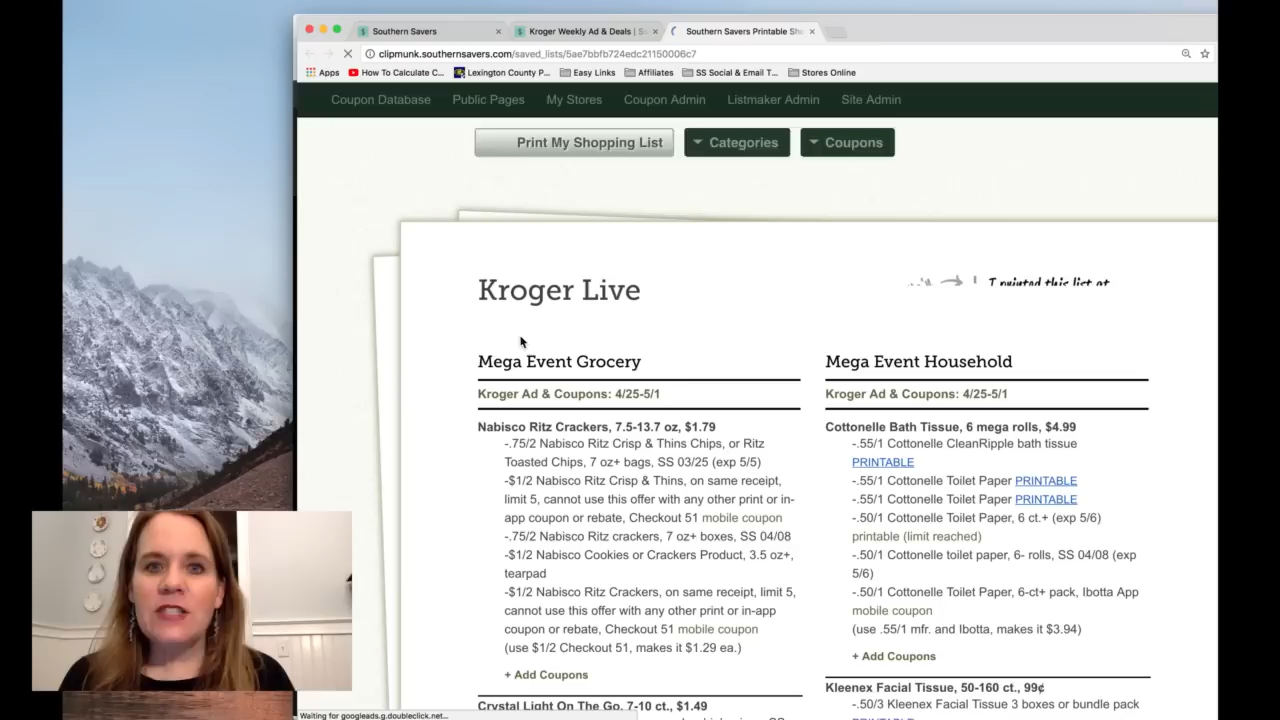 Southern Savers
Kroger Weekly Ad & Deals | S
Southern Savers Printable Sh
clipmunk.southernsavers.com/saved_lists/5ae7bbfb724edc21150006c7
Apps How To Calculate C... Lexington County P... Easy Links Affiliates SS Social & Email T... Stores Online
Coupon Database Public Pages My Stores Coupon Admin Listmaker Admin Site Admin
Print My Shopping List Categories Coupons
Kroger Live
I printed this list at
Mega Event Grocery
Kroger Ad & Coupons: 4/25-5/1
Nabisco Ritz Crackers, 7.5-13.7 oz, $1.79
-.75/2 Nabisco Ritz Crisp & Thins Chips, or Ritz
Toasted Chips, 7 oz+ bags, SS 03/25 (exp 5/5)
-$1/2 Nabisco Ritz Crisp & Thins, on same receipt,
limit 5, cannot use this offer with any other print or in-
app coupon or rebate, Checkout 51 mobile coupon
-.75/2 Nabisco Ritz crackers, 7 oz+ boxes, SS 04/08
-$1/2 Nabisco Cookies or Crackers Product, 3.5 oz+,
tearpad
-$1/2 Nabisco Ritz Crackers, on same receipt, limit 5,
cannot use this offer with any other print or in-app
coupon or rebate, Checkout 51 mobile coupon
(use $1/2 Checkout 51, makes it $1.29 ea.)
+ Add Coupons
Crystal Light On The Go, 7-10 ct., $1.49
Mega Event Household
Kroger Ad & Coupons: 4/25-5/1
Cottonelle Bath Tissue, 6 mega rolls, $4.99
-.55/1 Cottonelle CleanRipple bath tissue
PRINTABLE
-.55/1 Cottonelle Toilet Paper PRINTABLE
-.55/1 Cottonelle Toilet Paper PRINTABLE
-.50/1 Cottonelle Toilet Paper, 6 ct.+ (exp 5/6)
printable (limit reached)
-.50/1 Cottonelle toilet paper, 6- rolls, SS 04/08 (exp
5/6)
-.50/1 Cottonelle Toilet Paper, 6-ct+ pack, Ibotta App
mobile coupon
(use .55/1 mfr. and Ibotta, makes it $3.94)
+ Add Coupons
Kleenex Facial Tissue, 50-160 ct., 99¢
-.50/3 Kleenex Facial Tissue 3 boxes or bundle pack
Waiting for googleads.g.doubleclick.net...